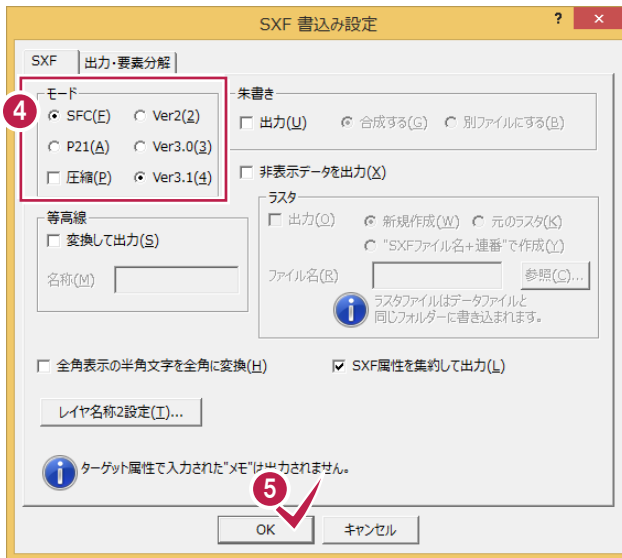 SXF 書込み設定
? ×
SXF 出力・要素分解
4
モード
SFC(F) Ver2(2)
P21(A) Ver3.0(3)
圧縮(P) Ver3.1(4)
朱書き
出力(U) 合成する(G) 別ファイルにする(B)
非表示データを出力(X)
等高線
変換して出力(S)
名称(M)
ラスタ
出力(O) 新規作成(W) 元のラスタ(K)
"SXFファイル名+連番"で作成(Y)
ファイル名(R) 参照(C)...
ラスタファイルはデータファイルと
同じフォルダーに書き込まれます。
全角表示の半角文字を全角に変換(H) SXF属性を集約して出力(L)
レイヤ名称2設定(T)...
ターゲット属性で入力された"メモ"は出力されません。
5
OK キャンセル